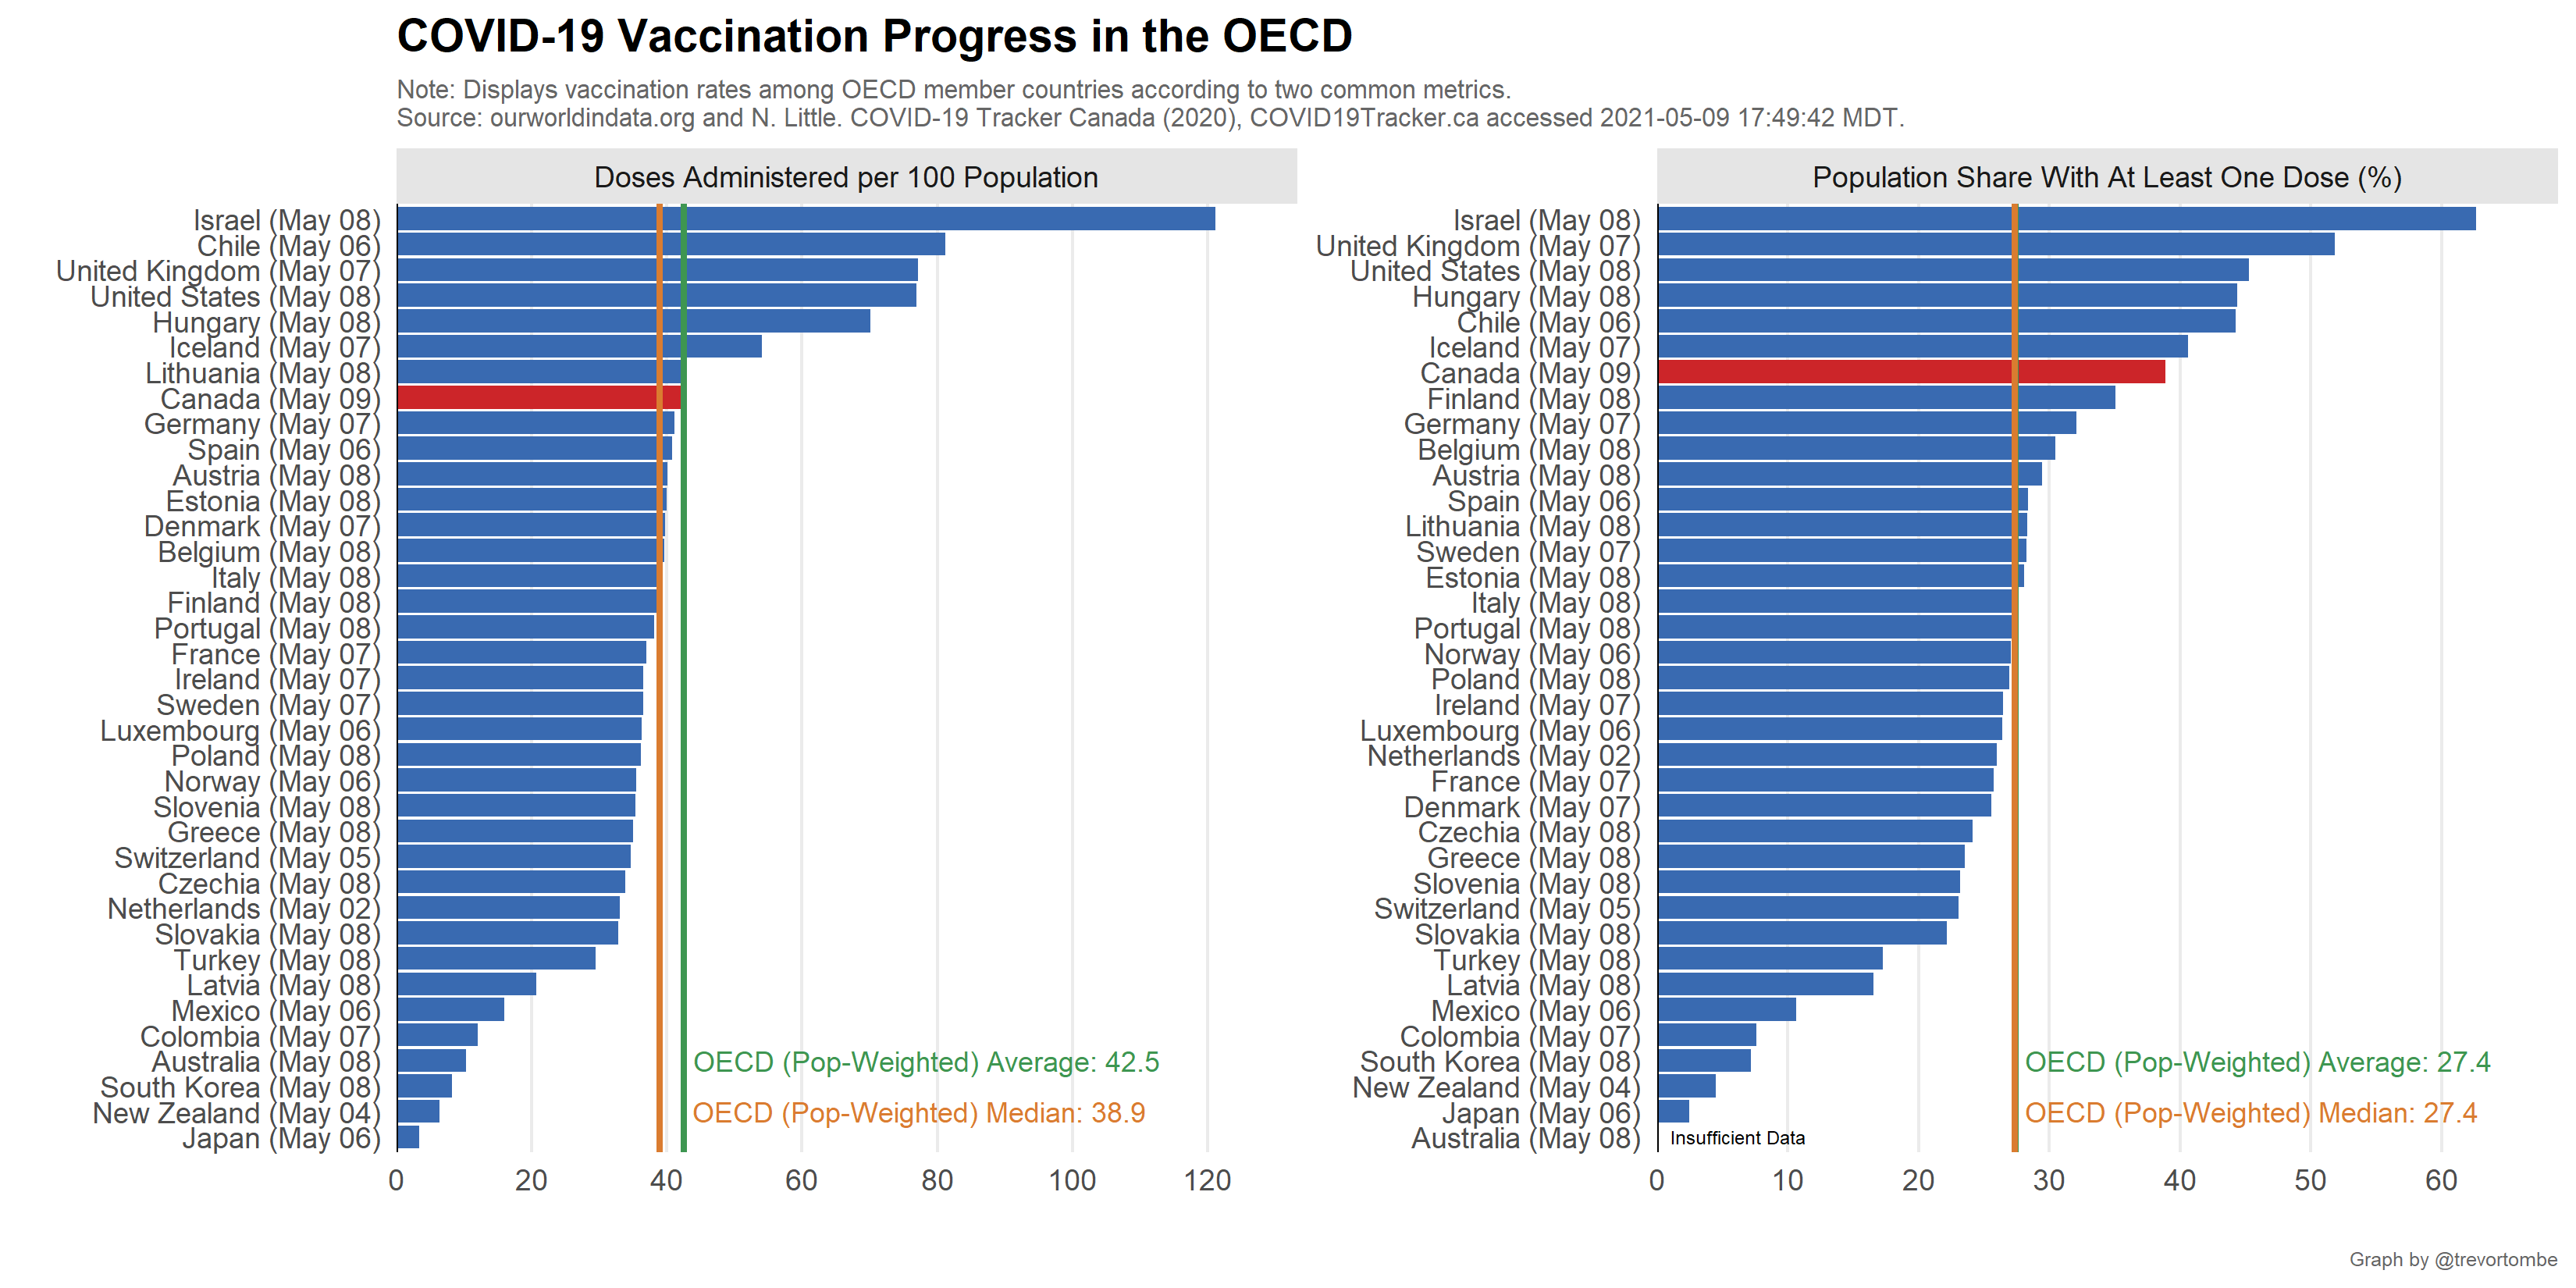 COVID-19 Vaccination Progress in the OECD
Note: Displays vaccination rates among OECD member countries according to two common metrics.
Source: ourworldindata.org and N. Little. COVID-19 Tracker Canada (2020), COVID19Tracker.ca accessed 2021-05-09 17:49:42 MDT.
Doses Administered per 100 Population
Israel (May 08)
Chile (May 06)
United Kingdom (May 07)
United States (May 08)
Hungary (May 08)
Iceland (May 07)
Lithuania (May 08)
Canada (May 09)
Germany (May 07)
Spain (May 06)
Austria (May 08)
Estonia (May 08)
Denmark (May 07)
Belgium (May 08)
Italy (May 08)
Finland (May 08)
Portugal (May 08)
France (May 07)
Ireland (May 07)
Sweden (May 07)
Luxembourg (May 06)
Poland (May 08)
Norway (May 06)
Slovenia (May 08)
Greece (May 08)
Switzerland (May 05)
Czechia (May 08)
Netherlands (May 02)
Slovakia (May 08)
Turkey (May 08)
Latvia (May 08)
Mexico (May 06)
Colombia (May 07)
Australia (May 08)
South Korea (May 08)
New Zealand (May 04)
Japan (May 06)
OECD (Pop-Weighted) Average: 42.5
OECD (Pop-Weighted) Median: 38.9
0 20 40 60 80 100 120
Population Share With At Least One Dose (%)
Israel (May 08)
United Kingdom (May 07)
United States (May 08)
Hungary (May 08)
Chile (May 06)
Iceland (May 07)
Canada (May 09)
Finland (May 08)
Germany (May 07)
Belgium (May 08)
Austria (May 08)
Spain (May 06)
Lithuania (May 08)
Sweden (May 07)
Estonia (May 08)
Italy (May 08)
Portugal (May 08)
Norway (May 06)
Poland (May 08)
Ireland (May 07)
Luxembourg (May 06)
Netherlands (May 02)
France (May 07)
Denmark (May 07)
Czechia (May 08)
Greece (May 08)
Slovenia (May 08)
Switzerland (May 05)
Slovakia (May 08)
Turkey (May 08)
Latvia (May 08)
Mexico (May 06)
Colombia (May 07)
South Korea (May 08)
New Zealand (May 04)
Japan (May 06)
Australia (May 08)
OECD (Pop-Weighted) Average: 27.4
OECD (Pop-Weighted) Median: 27.4
Insufficient Data
0 10 20 30 40 50 60
Graph by @trevortombe